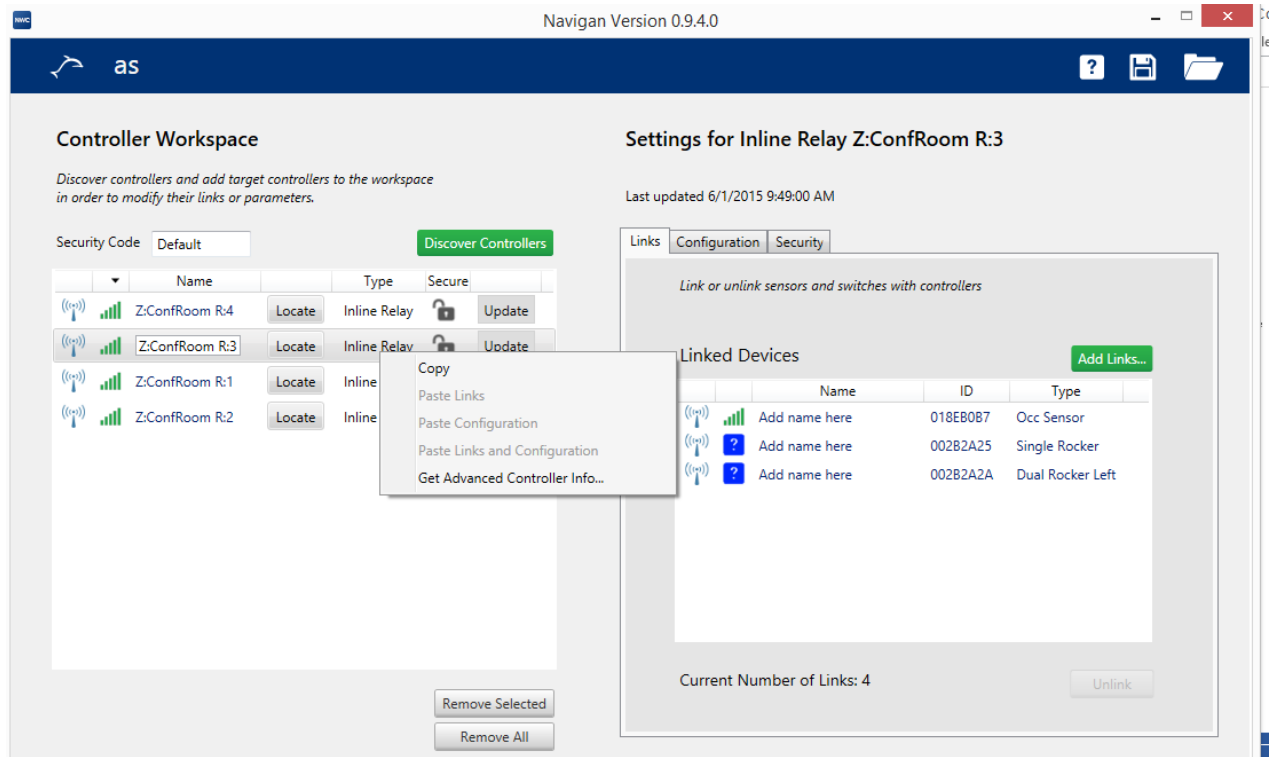 NWC
Navigan Version 0.9.4.0
as
?
Controller Workspace
Discover controllers and add target controllers to the workspace
in order to modify their links or parameters.
Security Code Default Discover Controllers
Name Type Secure
Z:ConfRoom R:4 Locate Inline Relay Update
Z:ConfRoom R:3 Locate Inline Relay Update
Z:ConfRoom R:1 Locate Inline
Z:ConfRoom R:2 Locate Inline
Copy
Paste Links
Paste Configuration
Paste Links and Configuration
Get Advanced Controller Info...
Remove Selected
Remove All
Settings for Inline Relay Z:ConfRoom R:3
Last updated 6/1/2015 9:49:00 AM
Links Configuration Security
Link or unlink sensors and switches with controllers
Linked Devices Add Links...
Name ID Type
Add name here 018EB0B7 Occ Sensor
? Add name here 002B2A25 Single Rocker
? Add name here 002B2A2A Dual Rocker Left
Current Number of Links: 4 Unlink